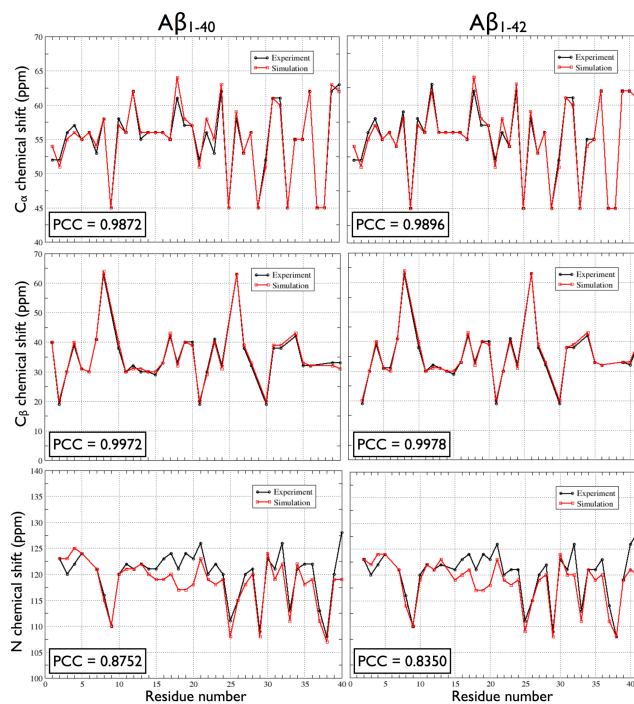 Aβ1-40
Aβ1-42
Cα chemical shift (ppm)
70
65
60
55
50
45
40
Experiment
Simulation
PCC = 0.9872
Experiment
Simulation
PCC = 0.9896
Cβ chemical shift (ppm)
70
60
50
40
30
20
10
0
Experiment
Simulation
PCC = 0.9972
Experiment
Simulation
PCC = 0.9978
N chemical shift (ppm)
140
135
130
125
120
115
110
105
100
Experiment
Simulation
PCC = 0.8752
Experiment
Simulation
PCC = 0.8350
0 5 10 15 20 25 30 35 40
0 5 10 15 20 25 30 35 40
Residue number
Residue number